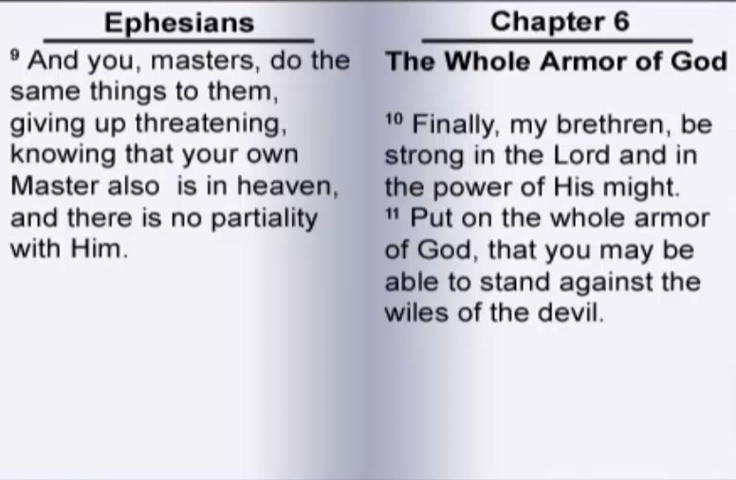 Ephesians
⁹ And you, masters, do the
same things to them,
giving up threatening,
knowing that your own
Master also  is in heaven,
and there is no partiality
with Him.
Chapter 6
The Whole Armor of God
¹⁰ Finally, my brethren, be
strong in the Lord and in
the power of His might.
¹¹ Put on the whole armor
of God, that you may be
able to stand against the
wiles of the devil.